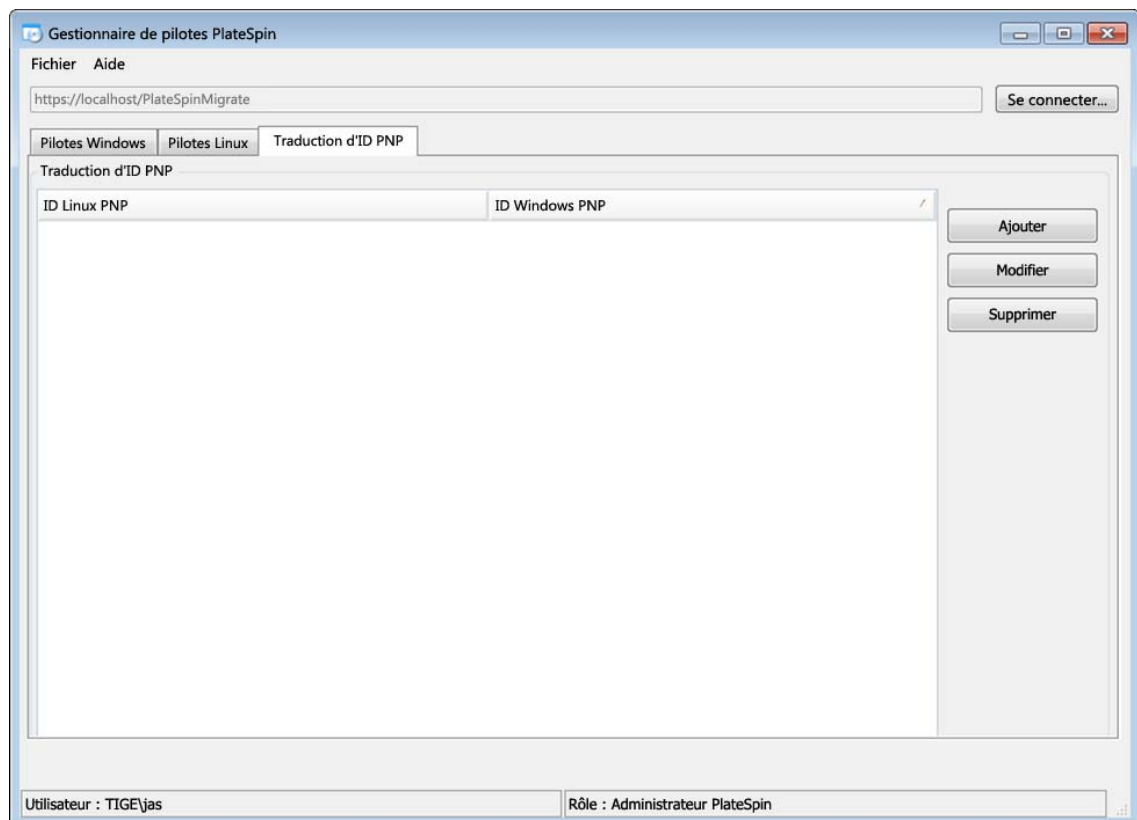 Gestionnaire de pilotes PlateSpin
Fichier Aide
https://localhost/PlateSpinMigrate
Se connecter...
Pilotes Windows Pilotes Linux Traduction d'ID PNP
Traduction d'ID PNP
ID Linux PNP ID Windows PNP
Ajouter
Modifier
Supprimer
Utilisateur : TIGE\jas Rôle : Administrateur PlateSpin